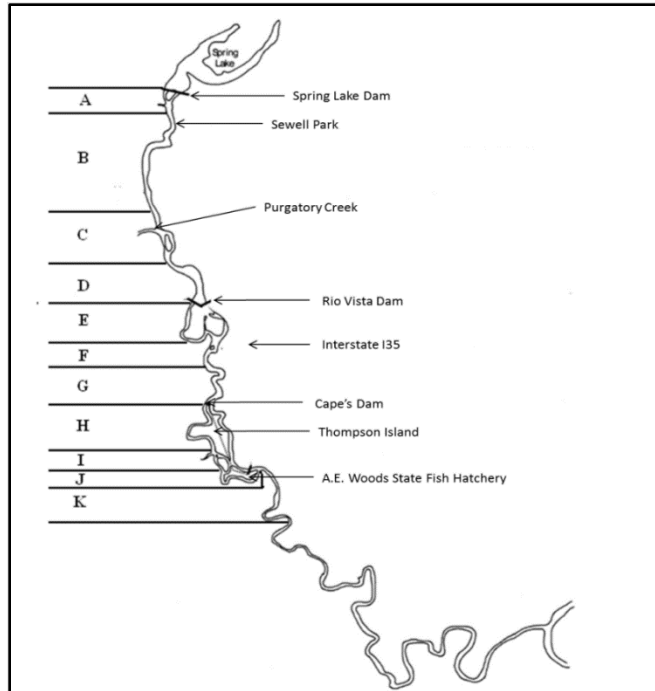 Spring
Lake
A
Spring Lake Dam
Sewell Park
B
Purgatory Creek
C
D
Rio Vista Dam
E
Interstate I35
F
G
Cape's Dam
H
Thompson Island
I
J
A.E. Woods State Fish Hatchery
K